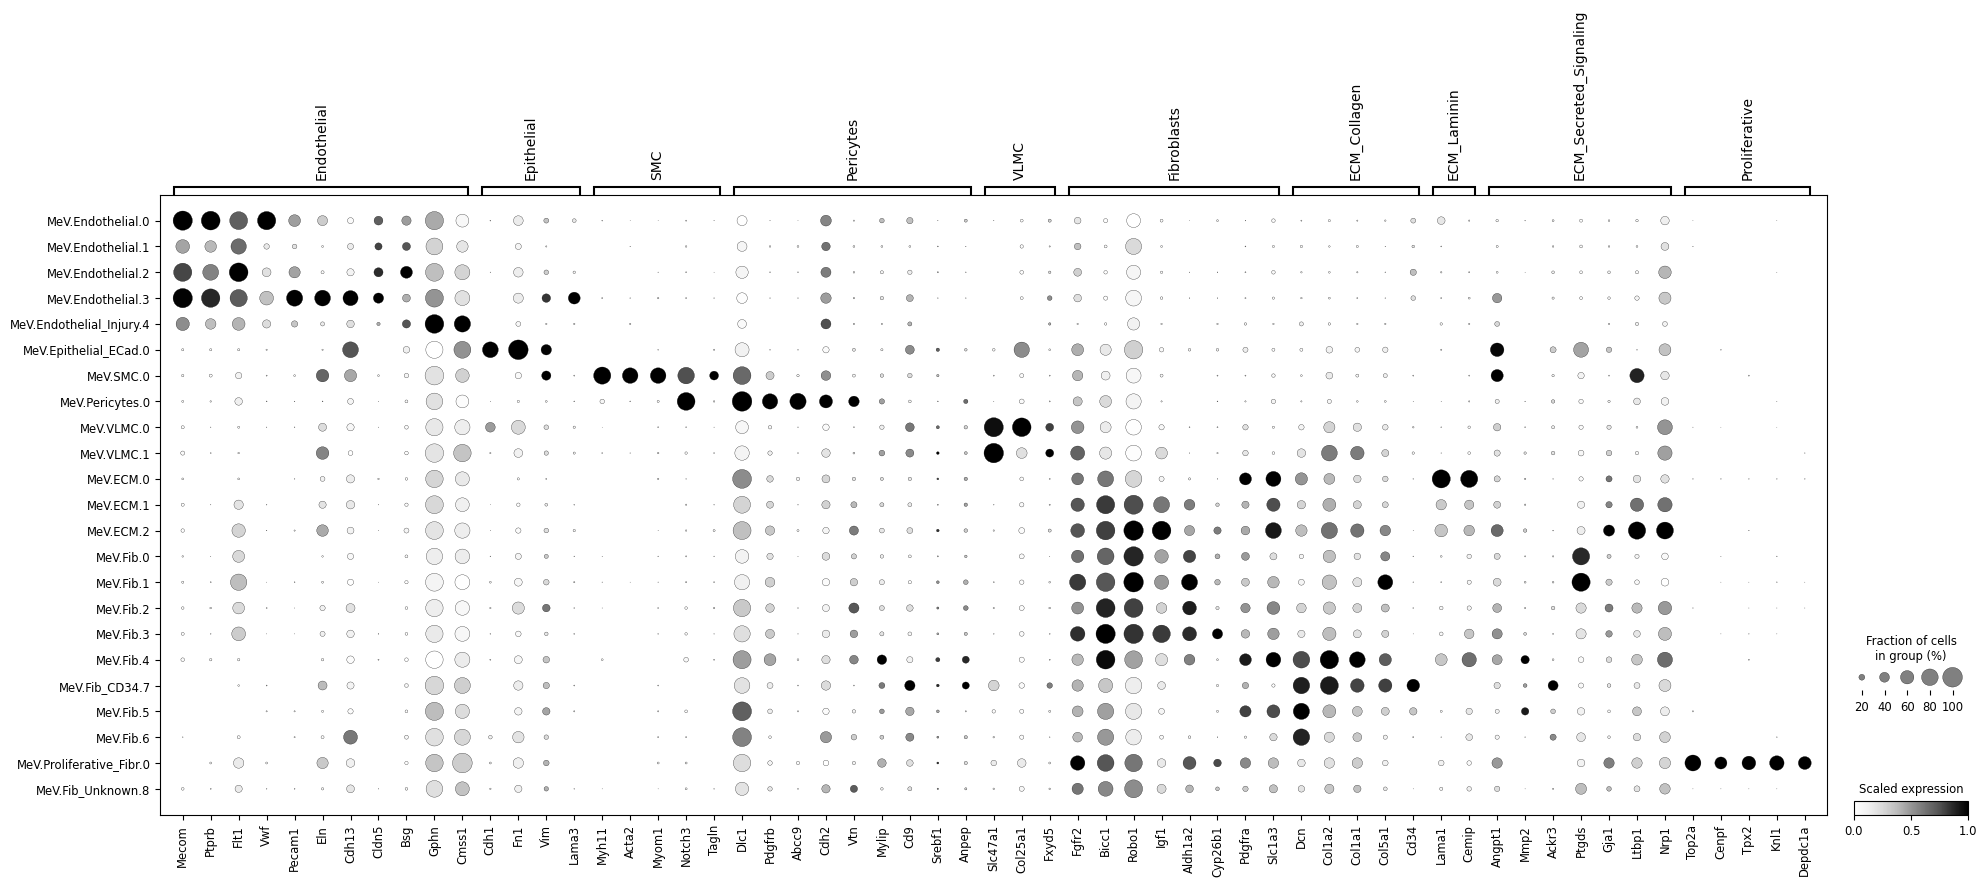 Endothelial
Epithelial
SMC
Pericytes
VLMC
Fibroblasts
ECM_Collagen
ECM_Laminin
ECM_Secreted_Signaling
Proliferative
MeV.Endothelial.0
MeV.Endothelial.1
MeV.Endothelial.2
MeV.Endothelial.3
MeV.Endothelial_Injury.4
MeV.Epithelial_ECad.0
MeV.SMC.0
MeV.Pericytes.0
MeV.VLMC.0
MeV.VLMC.1
MeV.ECM.0
MeV.ECM.1
MeV.ECM.2
MeV.Fib.0
MeV.Fib.1
MeV.Fib.2
MeV.Fib.3
MeV.Fib.4
MeV.Fib_CD34.7
MeV.Fib.5
MeV.Fib.6
MeV.Proliferative_Fibr.0
MeV.Fib_Unknown.8
Mecom
Ptprb
Flt1
Vwf
Pecam1
Eln
Cdh13
Cldn5
Bsg
Gphn
Cmss1
Cdh1
Fn1
Vim
Lama3
Myh11
Acta2
Myom1
Notch3
Tagln
Dlc1
Pdgfrb
Abcc9
Cdh2
Vtn
Mylip
Cd9
Srebf1
Anpep
Slc47a1
Col25a1
Fxyd5
Fgfr2
Bicc1
Robo1
Igf1
Aldh1a2
Cyp26b1
Pdgfra
Slc1a3
Dcn
Col1a2
Col1a1
Col5a1
Cd34
Lama1
Cemip
Angpt1
Mmp2
Ackr3
Ptgds
Gja1
Ltbp1
Nrp1
Top2a
Cenpf
Tpx2
Knl1
Depdc1a
Fraction of cells
in group (%)
20 40 60 80 100
Scaled expression
0.0 0.5 1.0